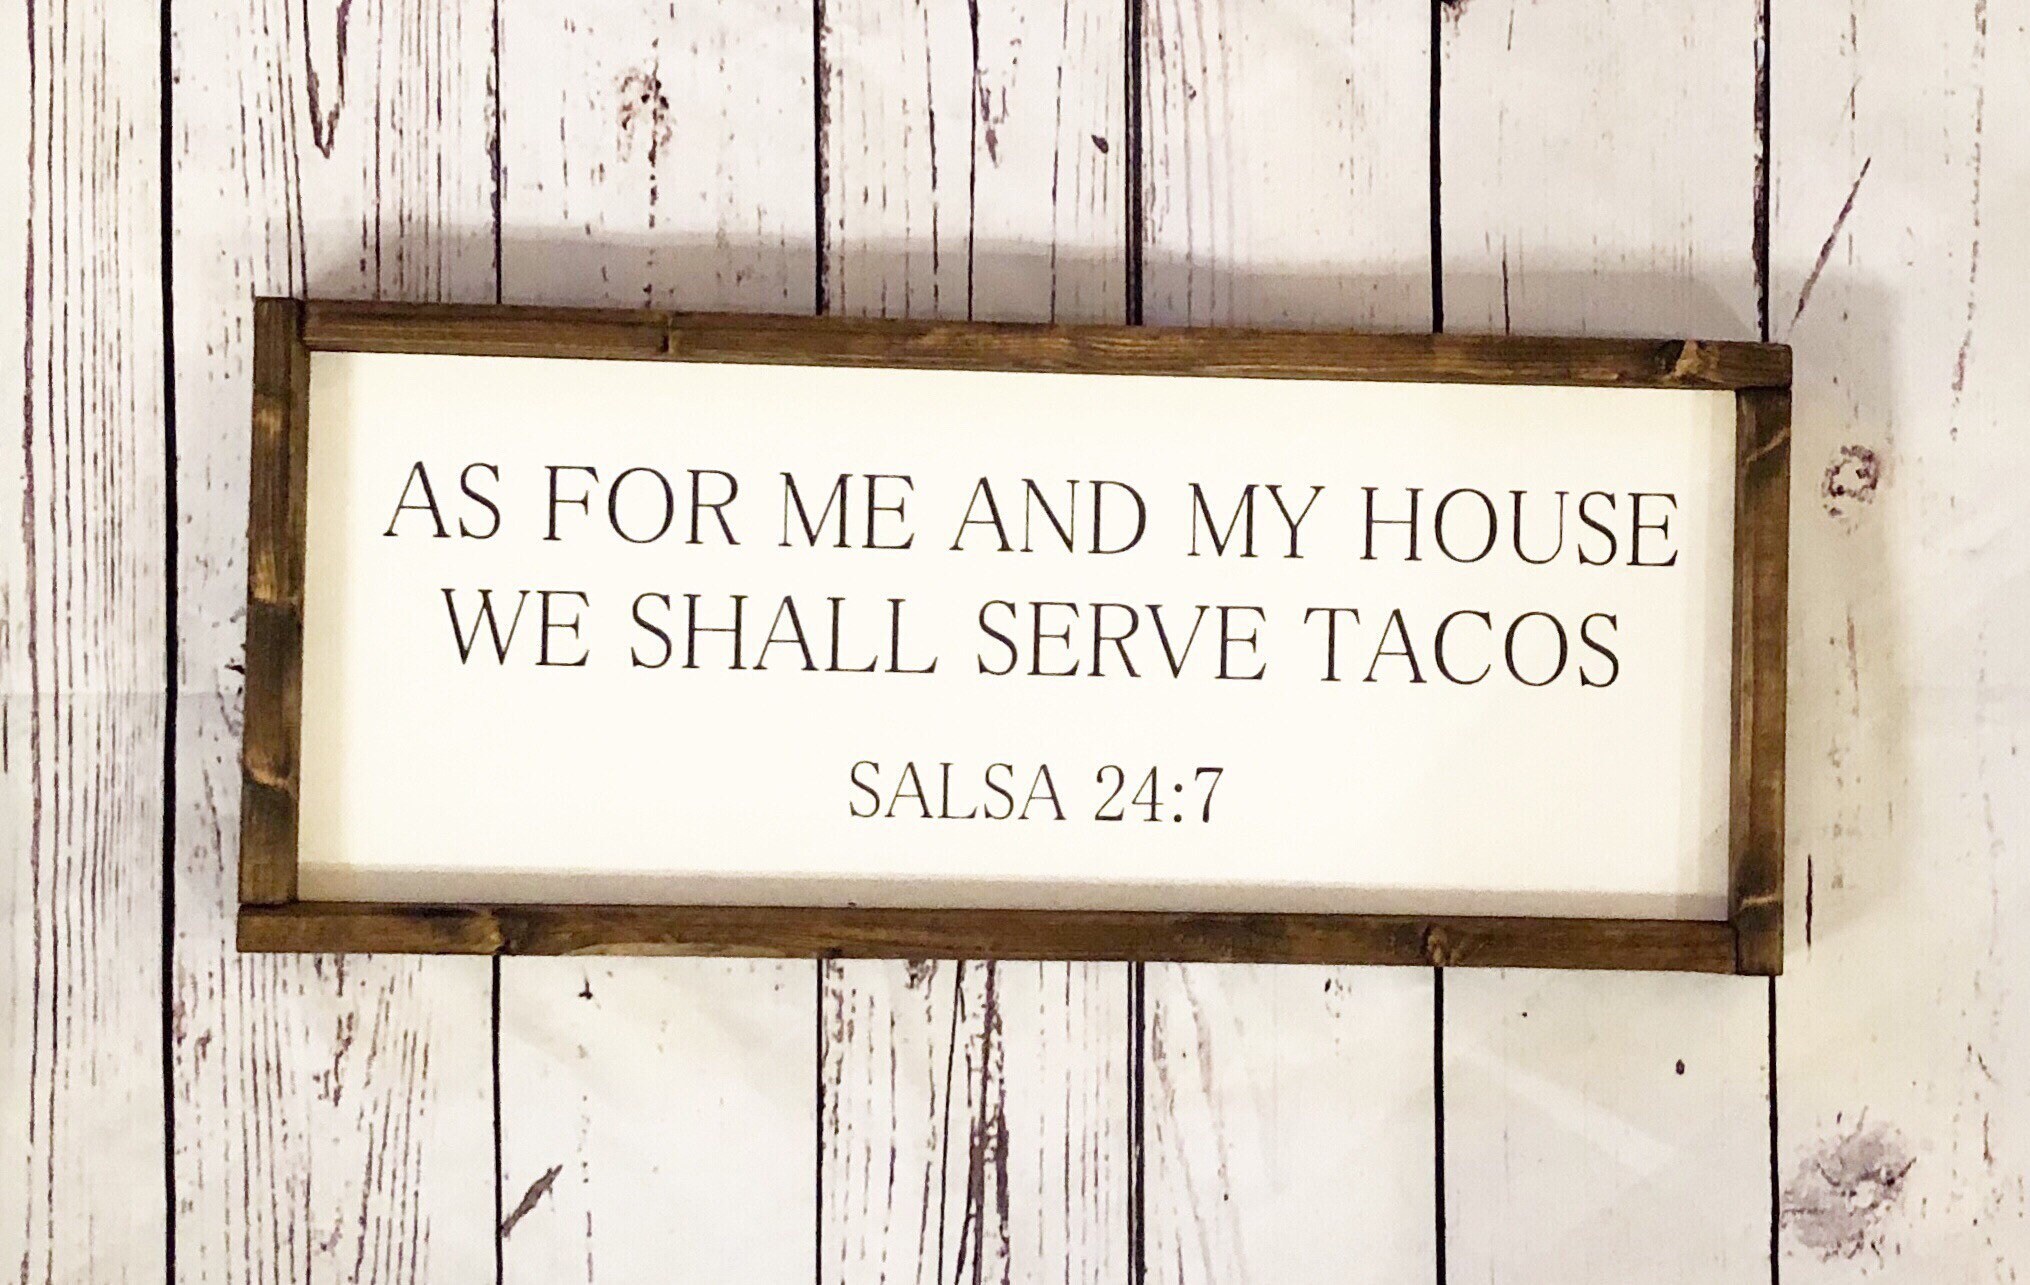 AS FOR ME AND MY HOUSE
WE SHALL SERVE TACOS
SALSA 24:7